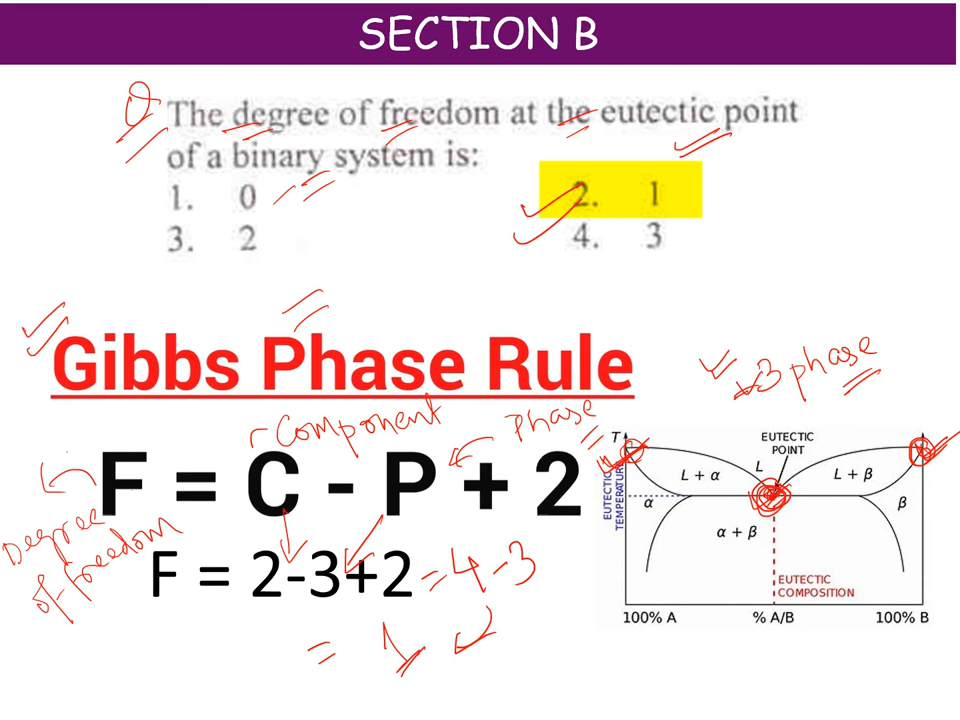 SECTION B
Q The degree of freedom at the eutectic point
of a binary system is:
1. 0 2. 1
3. 2 4. 3
Gibbs Phase Rule
3 phase
Component
Phase
F = C - P + 2
Degree
of freedom
F = 2-3+2 = 4-3
= 1
T
EUTECTIC
POINT
L
L + α
L + β
EUTECTIC
TEMPERATURE
α
β
α + β
EUTECTIC
COMPOSITION
100% A % A/B 100% B